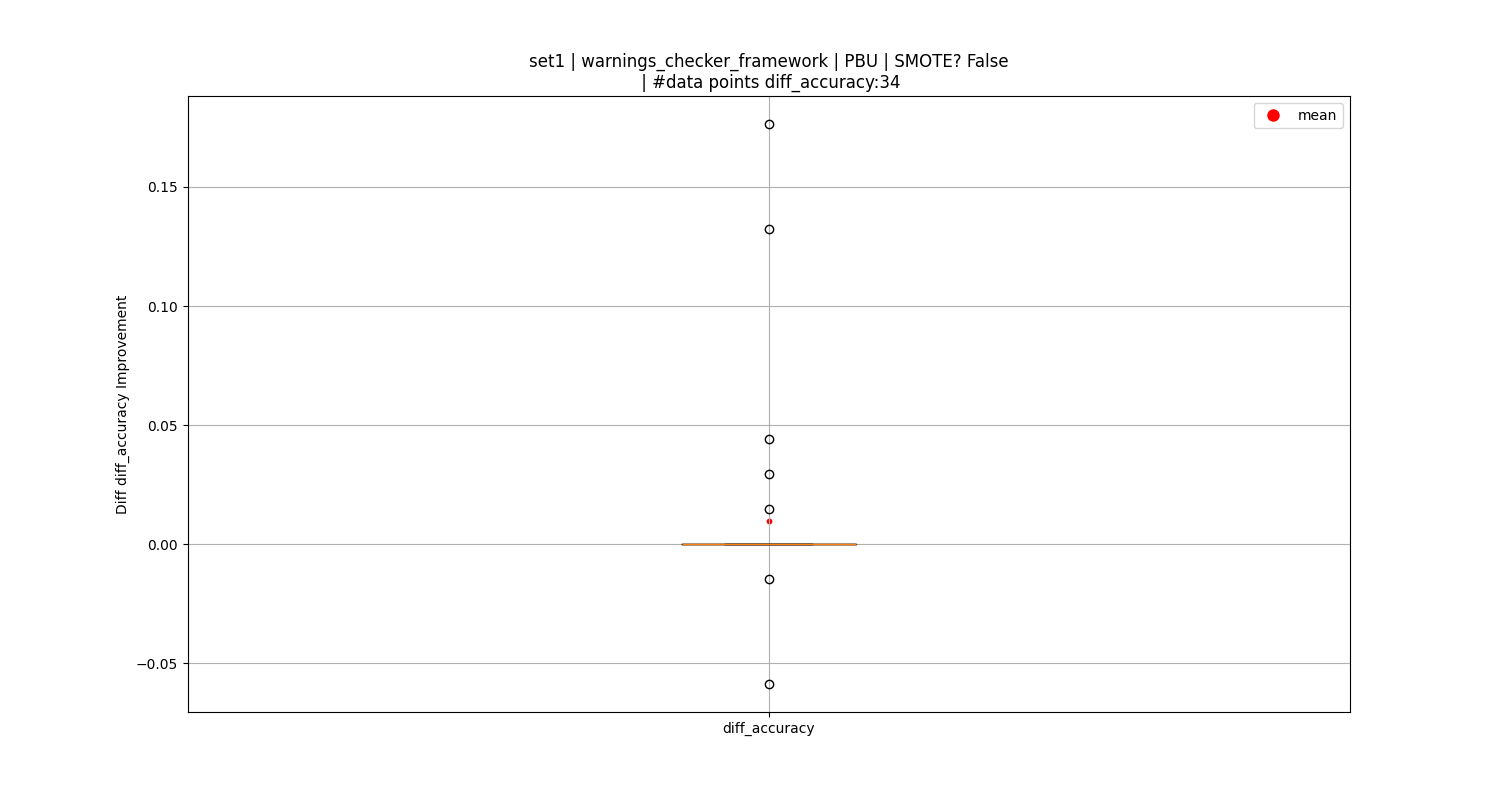 set1 | warnings_checker_framework | PBU | SMOTE? False
| #data points diff_accuracy:34
mean
0.15
0.10
0.05
0.00
−0.05
Diff diff_accuracy Improvement
diff_accuracy